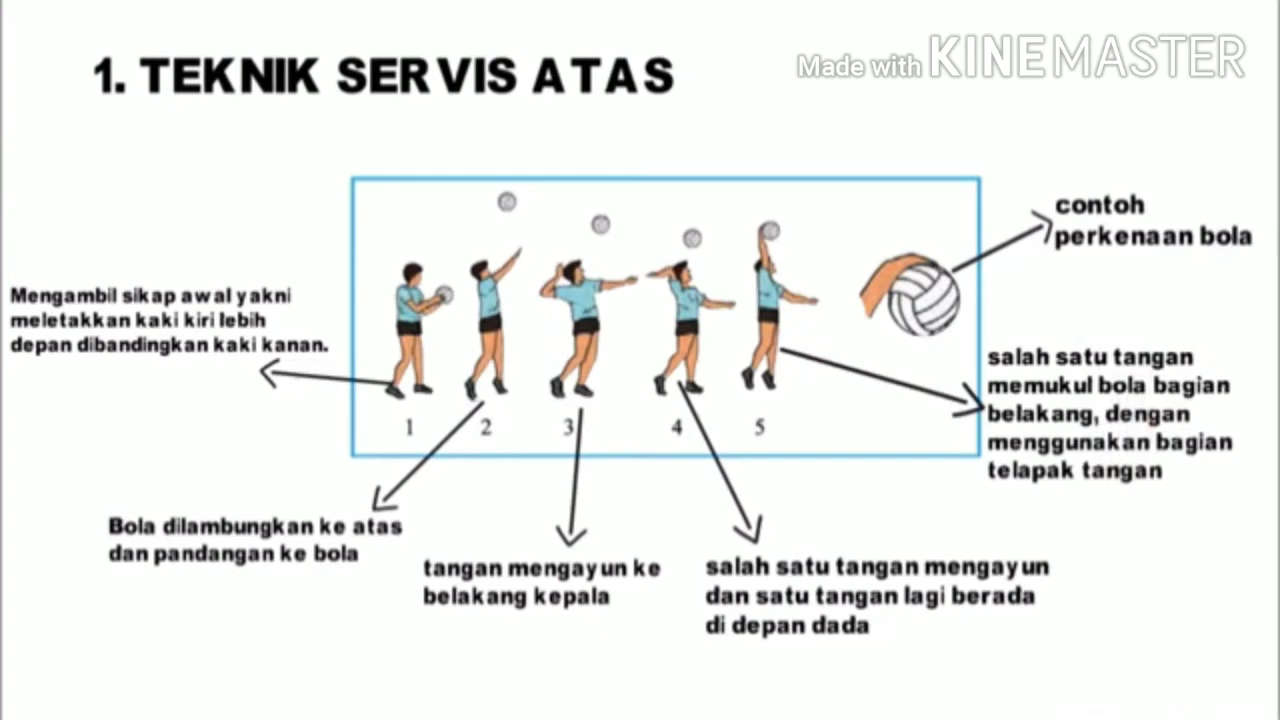 1. TEKNIK SERVIS ATAS
Made with KINEMASTER
contoh
perkenaan bola
Mengambil sikap awal yakni
meletakkan kaki kiri lebih
depan dibandingkan kaki kanan.
salah satu tangan
memukul bola bagian
belakang, dengan
menggunakan bagian
telapak tangan
1 2 3 4 5
Bola dilambungkan ke atas
dan pandangan ke bola
tangan mengayun ke
belakang kepala
salah satu tangan mengayun
dan satu tangan lagi berada
di depan dada